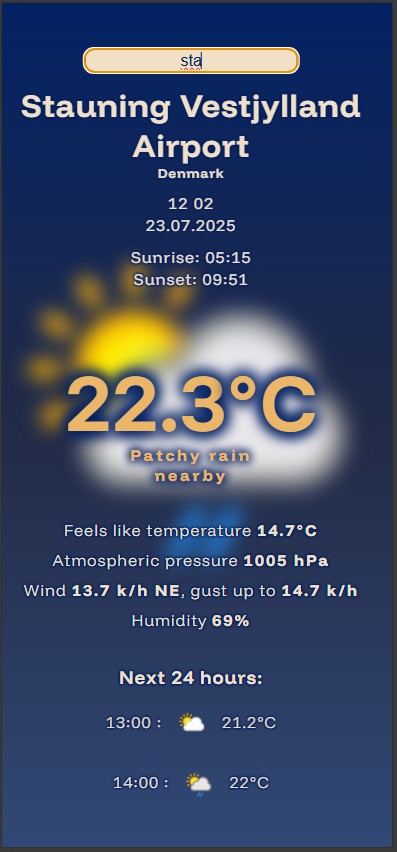 sta
Stauning Vestjylland
Airport
Denmark
12 02
23.07.2025
Sunrise: 05:15
Sunset: 09:51
22.3°C
Patchy rain
nearby
Feels like temperature 14.7°C
Atmospheric pressure 1005 hPa
Wind 13.7 k/h NE, gust up to 14.7 k/h
Humidity 69%
Next 24 hours:
13:00 : 21.2°C
14:00 : 22°C